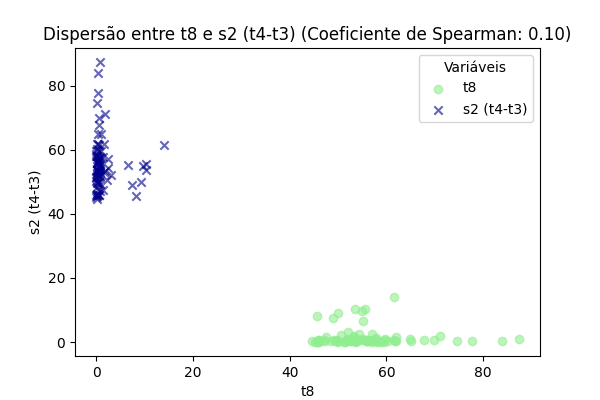 Dispersão entre t8 e s2 (t4-t3) (Coeficiente de Spearman: 0.10)
Variáveis
t8
s2 (t4-t3)
s2 (t4-t3)
80
60
40
20
0
0 20 40 60 80
t8